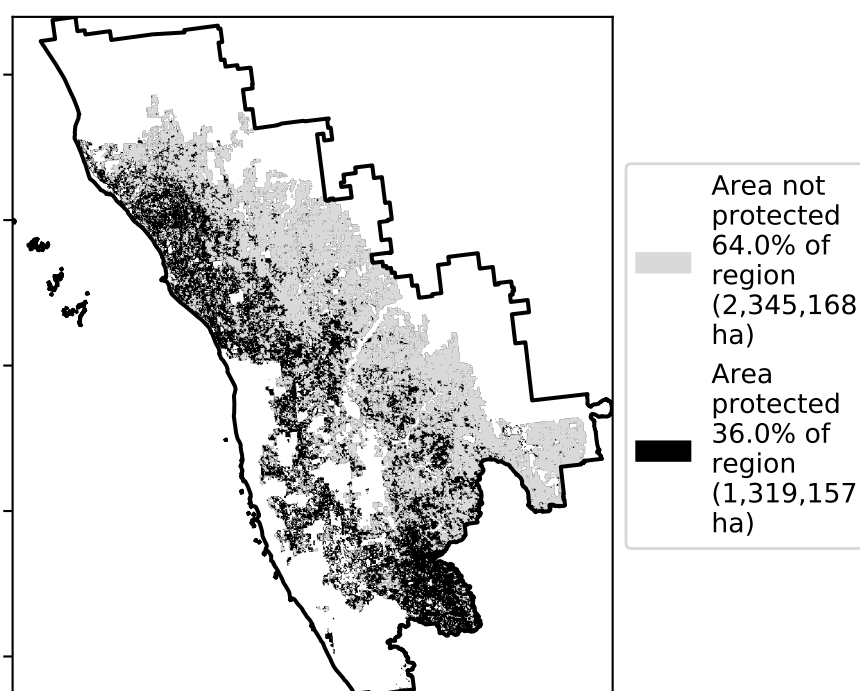 Area not
protected
64.0% of
region
(2,345,168
ha)
Area
protected
36.0% of
region
(1,319,157
ha)